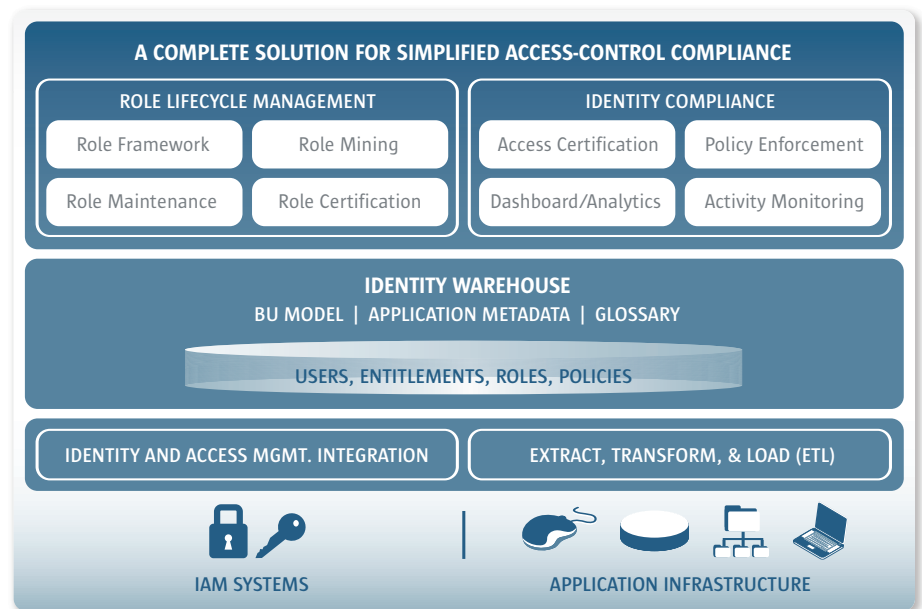 A COMPLETE SOLUTION FOR SIMPLIFIED ACCESS-CONTROL COMPLIANCE
ROLE LIFECYCLE MANAGEMENT
Role Framework
Role Mining
Role Maintenance
Role Certification
IDENTITY COMPLIANCE
Access Certification
Policy Enforcement
Dashboard/Analytics
Activity Monitoring
IDENTITY WAREHOUSE
BU MODEL | APPLICATION METADATA | GLOSSARY
USERS, ENTITLEMENTS, ROLES, POLICIES
IDENTITY AND ACCESS MGMT. INTEGRATION
EXTRACT, TRANSFORM, & LOAD (ETL)
IAM SYSTEMS
APPLICATION INFRASTRUCTURE